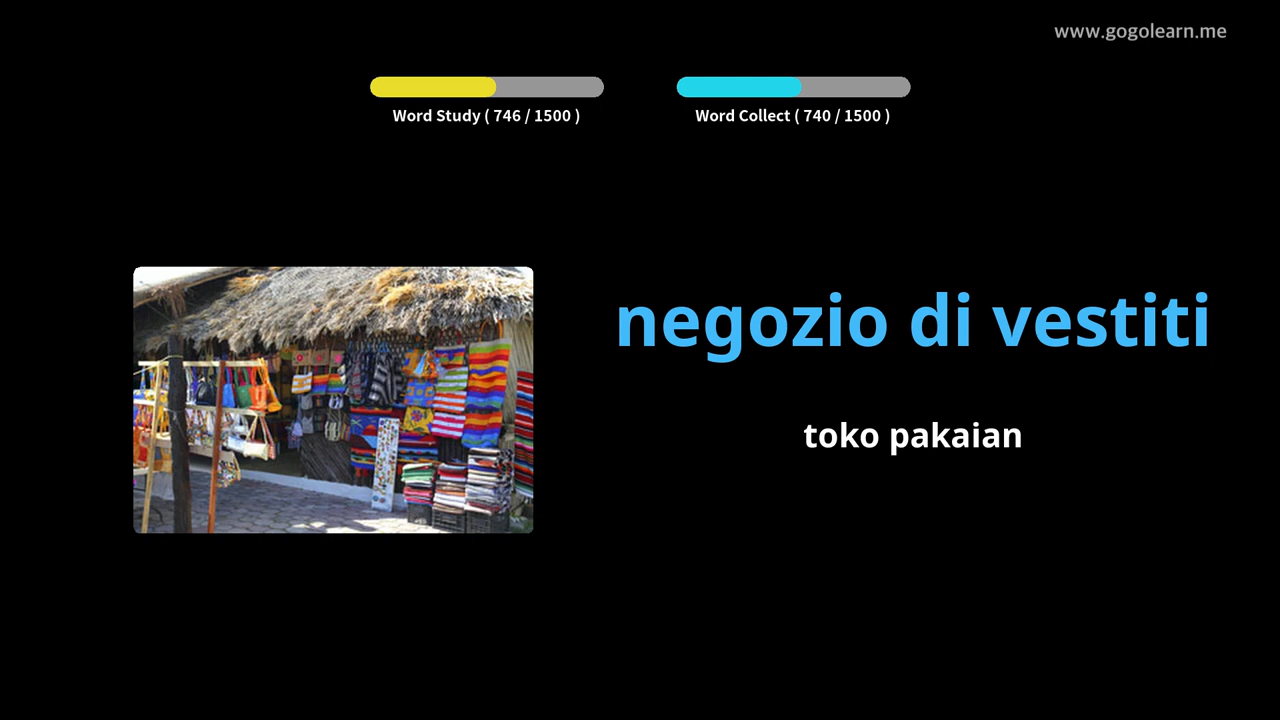 www.gogolearn.me
Word Study ( 746 / 1500 )
Word Collect ( 740 / 1500 )
negozio di vestiti
toko pakaian